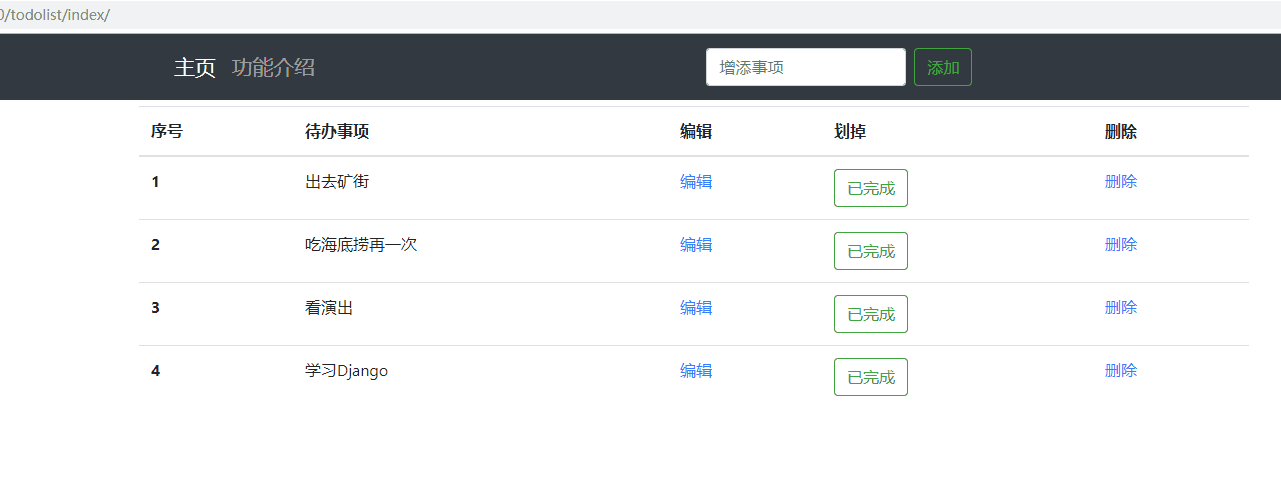 0/todolist/index/
主页 功能介绍 增添事项 添加
序号 待办事项 编辑 划掉 删除
1 出去矿街 编辑 已完成 删除
2 吃海底捞再一次 编辑 已完成 删除
3 看演出 编辑 已完成 删除
4 学习Django 编辑 已完成 删除